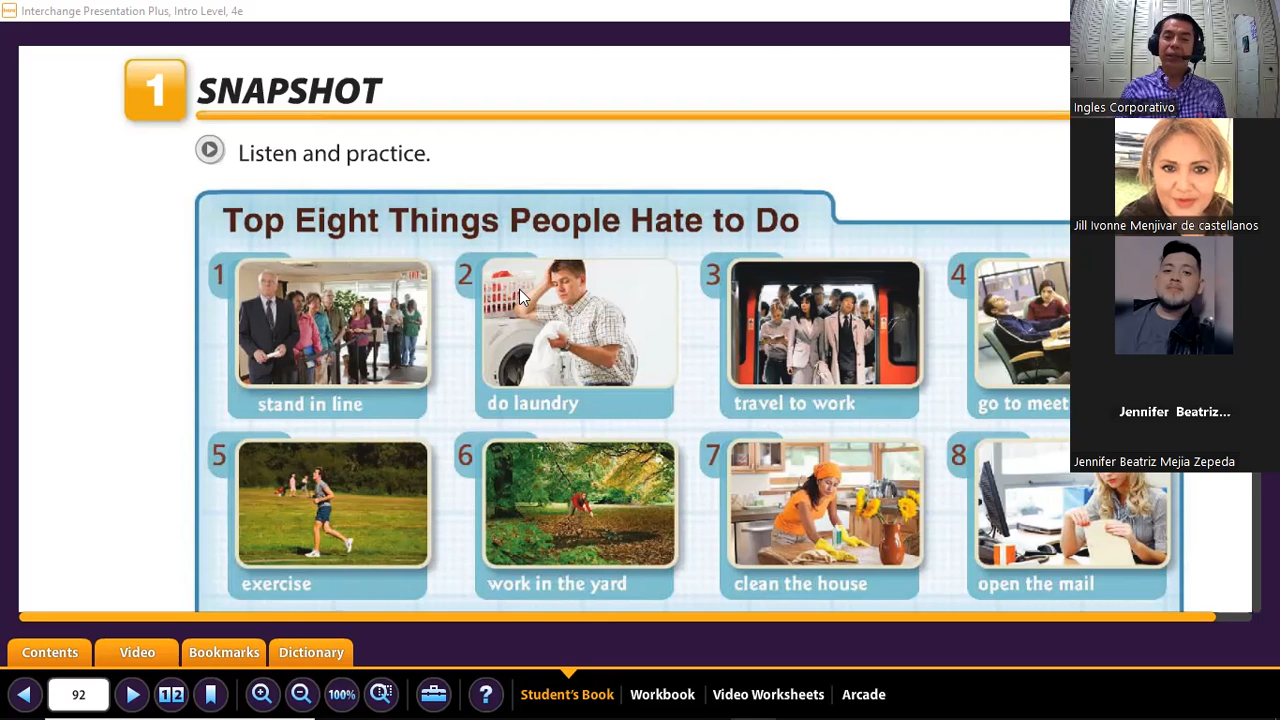 Interchange Presentation Plus, Intro Level, 4e
1 SNAPSHOT
Listen and practice.
Top Eight Things People Hate to Do
1
2
3
4
stand in line
do laundry
travel to work
go to meet
5
6
7
8
exercise
work in the yard
clean the house
open the mail
Ingles Corporativo
Jill Ivonne Menjivar de castellanos
Jennifer Beatriz...
Jennifer Beatriz Mejia Zepeda
Contents
Video
Bookmarks
Dictionary
92
1 2
100%
?
Student's Book
Workbook
Video Worksheets
Arcade